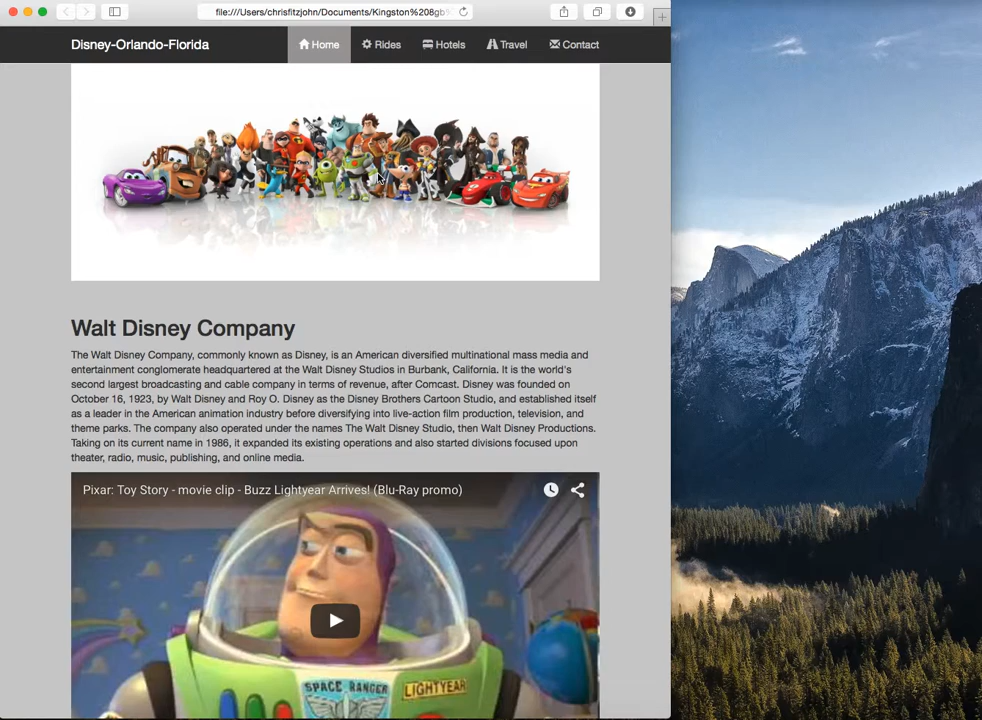 file:///Users/chrisfitzjohn/Documents/Kingston%208gb
Disney-Orlando-Florida
Home
Rides
Hotels
Travel
Contact
Walt Disney Company
The Walt Disney Company, commonly known as Disney, is an American diversified multinational mass media and
entertainment conglomerate headquartered at the Walt Disney Studios in Burbank, California. It is the world's
second largest broadcasting and cable company in terms of revenue, after Comcast. Disney was founded on
October 16, 1923, by Walt Disney and Roy O. Disney as the Disney Brothers Cartoon Studio, and established itself
as a leader in the American animation industry before diversifying into live-action film production, television, and
theme parks. The company also operated under the names The Walt Disney Studio, then Walt Disney Productions.
Taking on its current name in 1986, it expanded its existing operations and also started divisions focused upon
theater, radio, music, publishing, and online media.
Pixar: Toy Story - movie clip - Buzz Lightyear Arrives! (Blu-Ray promo)
SPACE RANGER
LIGHTYEAR